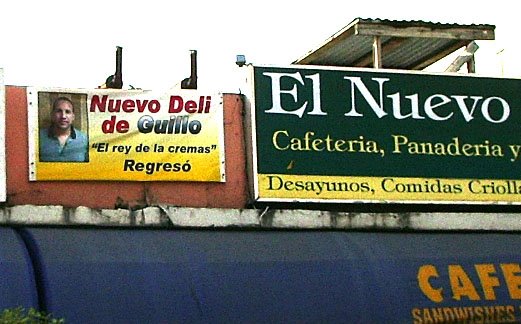 Nuevo Deli
de Guillo
"El rey de la cremas"
Regresó
El Nuevo
Cafeteria, Panaderia y
Desayunos, Comidas Criolla
CAFE
SANDWISHES